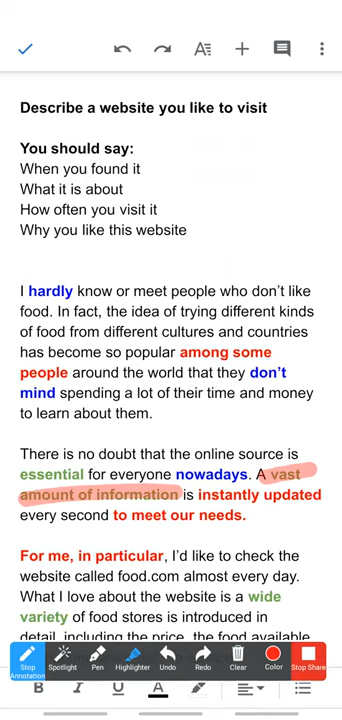 Describe a website you like to visit
You should say:
When you found it
What it is about
How often you visit it
Why you like this website
I hardly know or meet people who don't like
food. In fact, the idea of trying different kinds
of food from different cultures and countries
has become so popular among some
people around the world that they don't
mind spending a lot of their time and money
to learn about them.
There is no doubt that the online source is
essential for everyone nowadays. A vast
amount of information is instantly updated
every second to meet our needs.
For me, in particular, I'd like to check the
website called food.com almost every day.
What I love about the website is a wide
variety of food stores is introduced in
detail, including the price, the food available
Stop Annotation Spotlight Pen Highlighter Undo Redo Clear Color Stop Share
B I U A